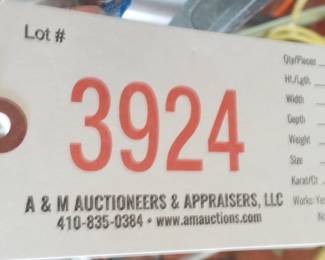 Lot #
3924
A & M AUCTIONEERS & APPRAISERS, LLC
410-835-0384 • www.amauctions.com
Qty/Pieces
Ht./Lgth.
Width
Depth
Weight
Size
Karat/Ct
Works: Yes
No